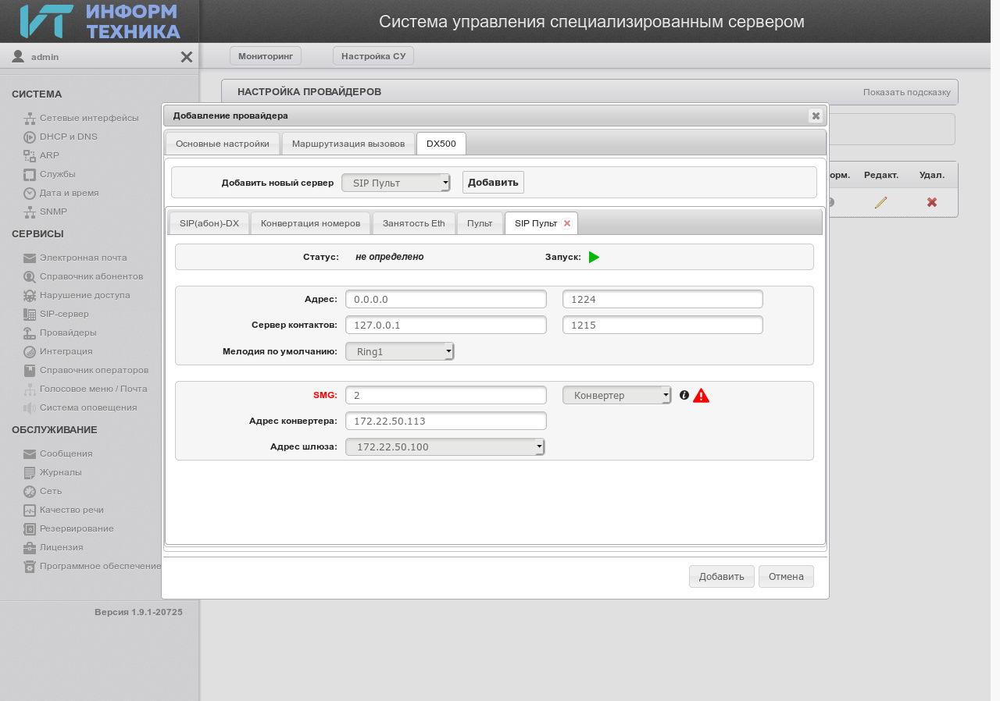 ИНФОРМ
ТЕХНИКА
Система управления специализированным сервером
admin
Мониторинг
Настройка СУ
СИСТЕМА
Сетевые интерфейсы
DHCP и DNS
ARP
Службы
Дата и время
SNMP
СЕРВИСЫ
Электронная почта
Справочник абонентов
Нарушение доступа
SIP-сервер
Провайдеры
Интеграция
Справочник операторов
Голосовое меню / Почта
Система оповещения
ОБСЛУЖИВАНИЕ
Сообщения
Журналы
Сеть
Качество речи
Резервирование
Лицензия
Программное обеспечение
Версия 1.9.1-20725
НАСТРОЙКА ПРОВАЙДЕРОВ
Показать подсказку
орм. Редакт. Удал.
Добавление провайдера
Основные настройки Маршрутизация вызовов DX500
Добавить новый сервер SIP Пульт Добавить
SIP(абон)-DX Конвертация номеров Занятость Eth Пульт SIP Пульт
Статус: не определено Запуск:
Адрес: 0.0.0.0 1224
Сервер контактов: 127.0.0.1 1215
Мелодия по умолчанию: Ring1
SMG: 2 Конвертер
Адрес конвертера: 172.22.50.113
Адрес шлюза: 172.22.50.100
Добавить Отмена